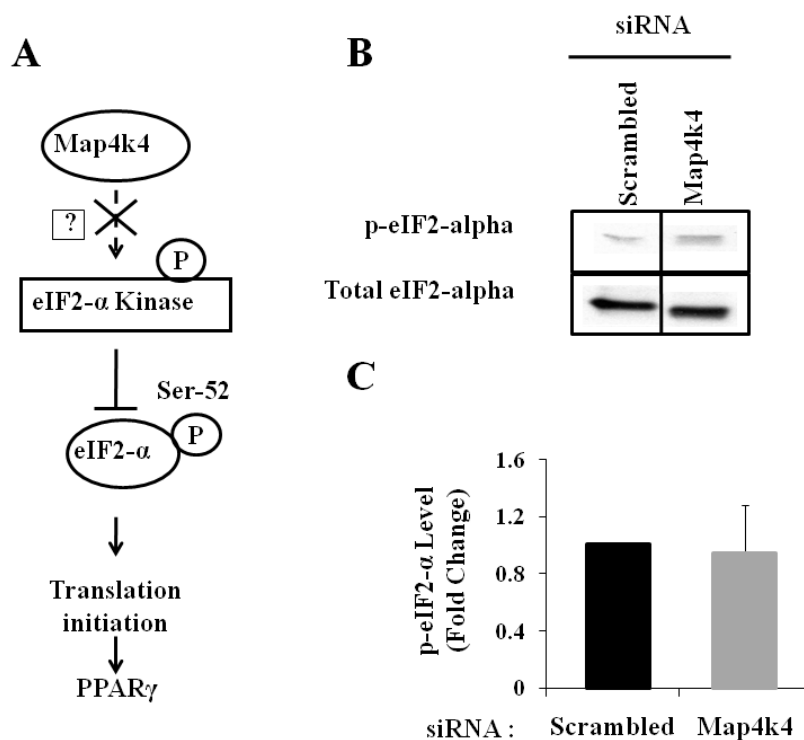 A
Map4k4
?
P
eIF2-α Kinase
Ser-52
P
eIF2-α
Translation
initiation
PPARγ
B
siRNA
Scrambled
Map4k4
p-eIF2-alpha
Total eIF2-alpha
C
p-eIF2-α Level
(Fold Change)
1.6
1.2
0.8
0.4
0
siRNA :
Scrambled
Map4k4